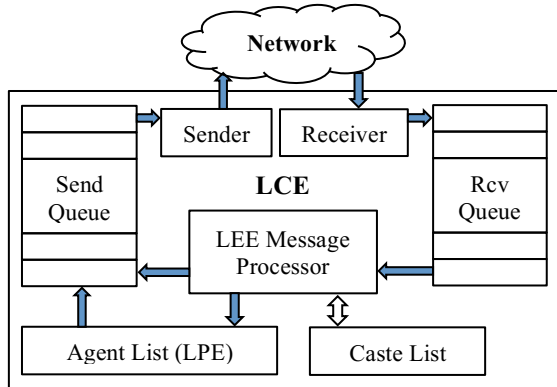 Network
Sender
Receiver
Send
Queue
LCE
Rcv
Queue
LEE Message
Processor
Agent List (LPE)
Caste List